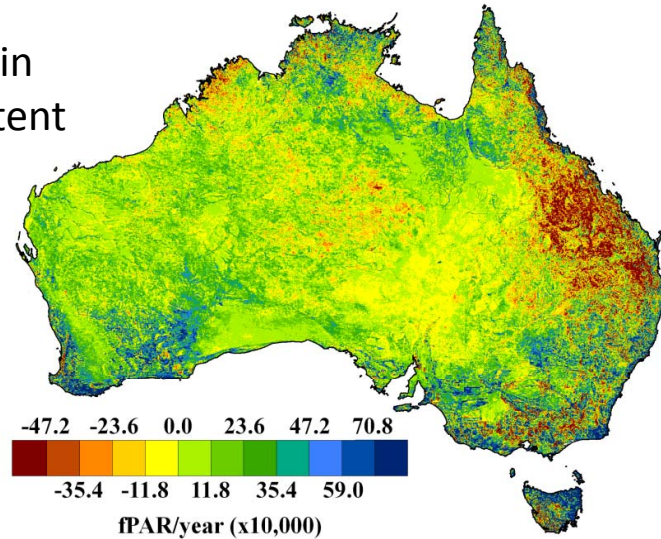 in
tent
-47.2 -23.6 0.0 23.6 47.2 70.8
-35.4 -11.8 11.8 35.4 59.0
fPAR/year (x10,000)